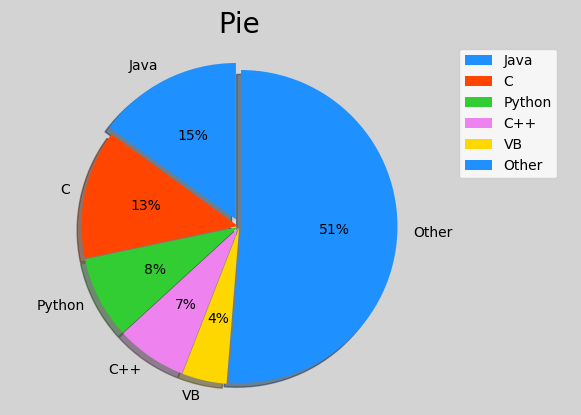 Pie
Java
15%
C
13%
Python
8%
C++
7%
VB
4%
Other
51%
Java
C
Python
C++
VB
Other